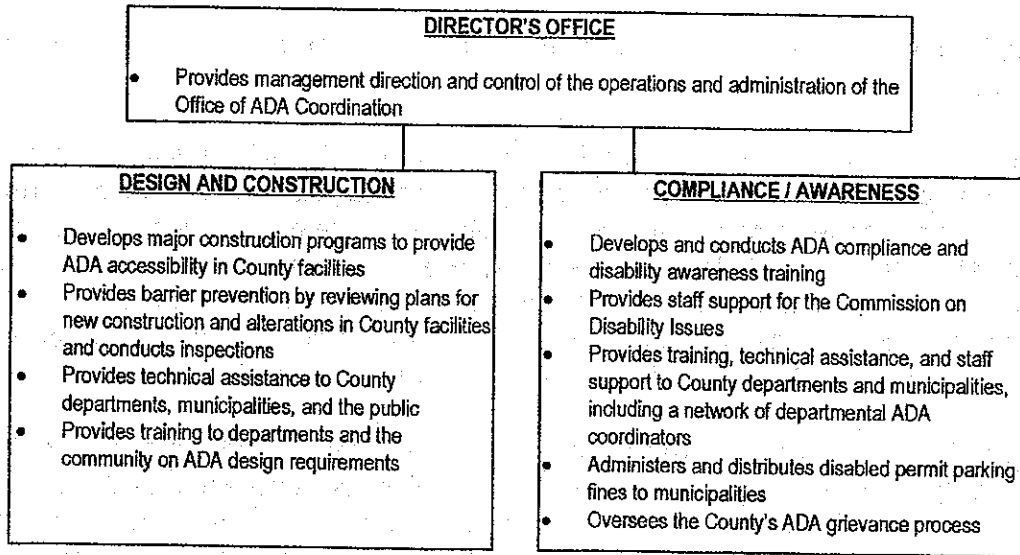 DIRECTOR'S OFFICE
• Provides management direction and control of the operations and administration of the
Office of ADA Coordination
DESIGN AND CONSTRUCTION
• Develops major construction programs to provide
ADA accessibility in County facilities
• Provides barrier prevention by reviewing plans for
new construction and alterations in County facilities
and conducts inspections
• Provides technical assistance to County
departments, municipalities, and the public
• Provides training to departments and the
community on ADA design requirements
COMPLIANCE / AWARENESS
• Develops and conducts ADA compliance and
disability awareness training
• Provides staff support for the Commission on
Disability Issues
• Provides training, technical assistance, and staff
support to County departments and municipalities,
including a network of departmental ADA
coordinators
• Administers and distributes disabled permit parking
fines to municipalities
• Oversees the County's ADA grievance process